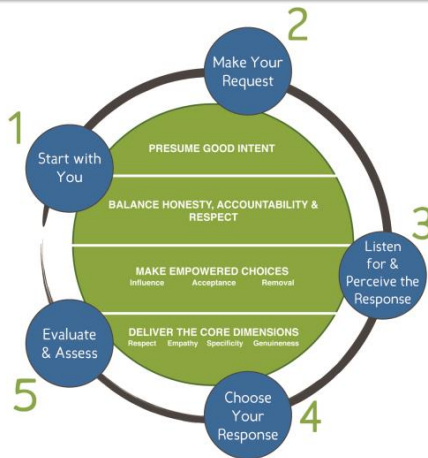 2
Make Your
Request
1
Start with
You
PRESUME GOOD INTENT
BALANCE HONESTY, ACCOUNTABILITY &
RESPECT
3
Listen
for &
Perceive the
Response
MAKE EMPOWERED CHOICES
Influence Acceptance Removal
DELIVER THE CORE DIMENSIONS
Respect Empathy Specificity Genuineness
Evaluate
& Assess
5
Choose
Your
Response
4